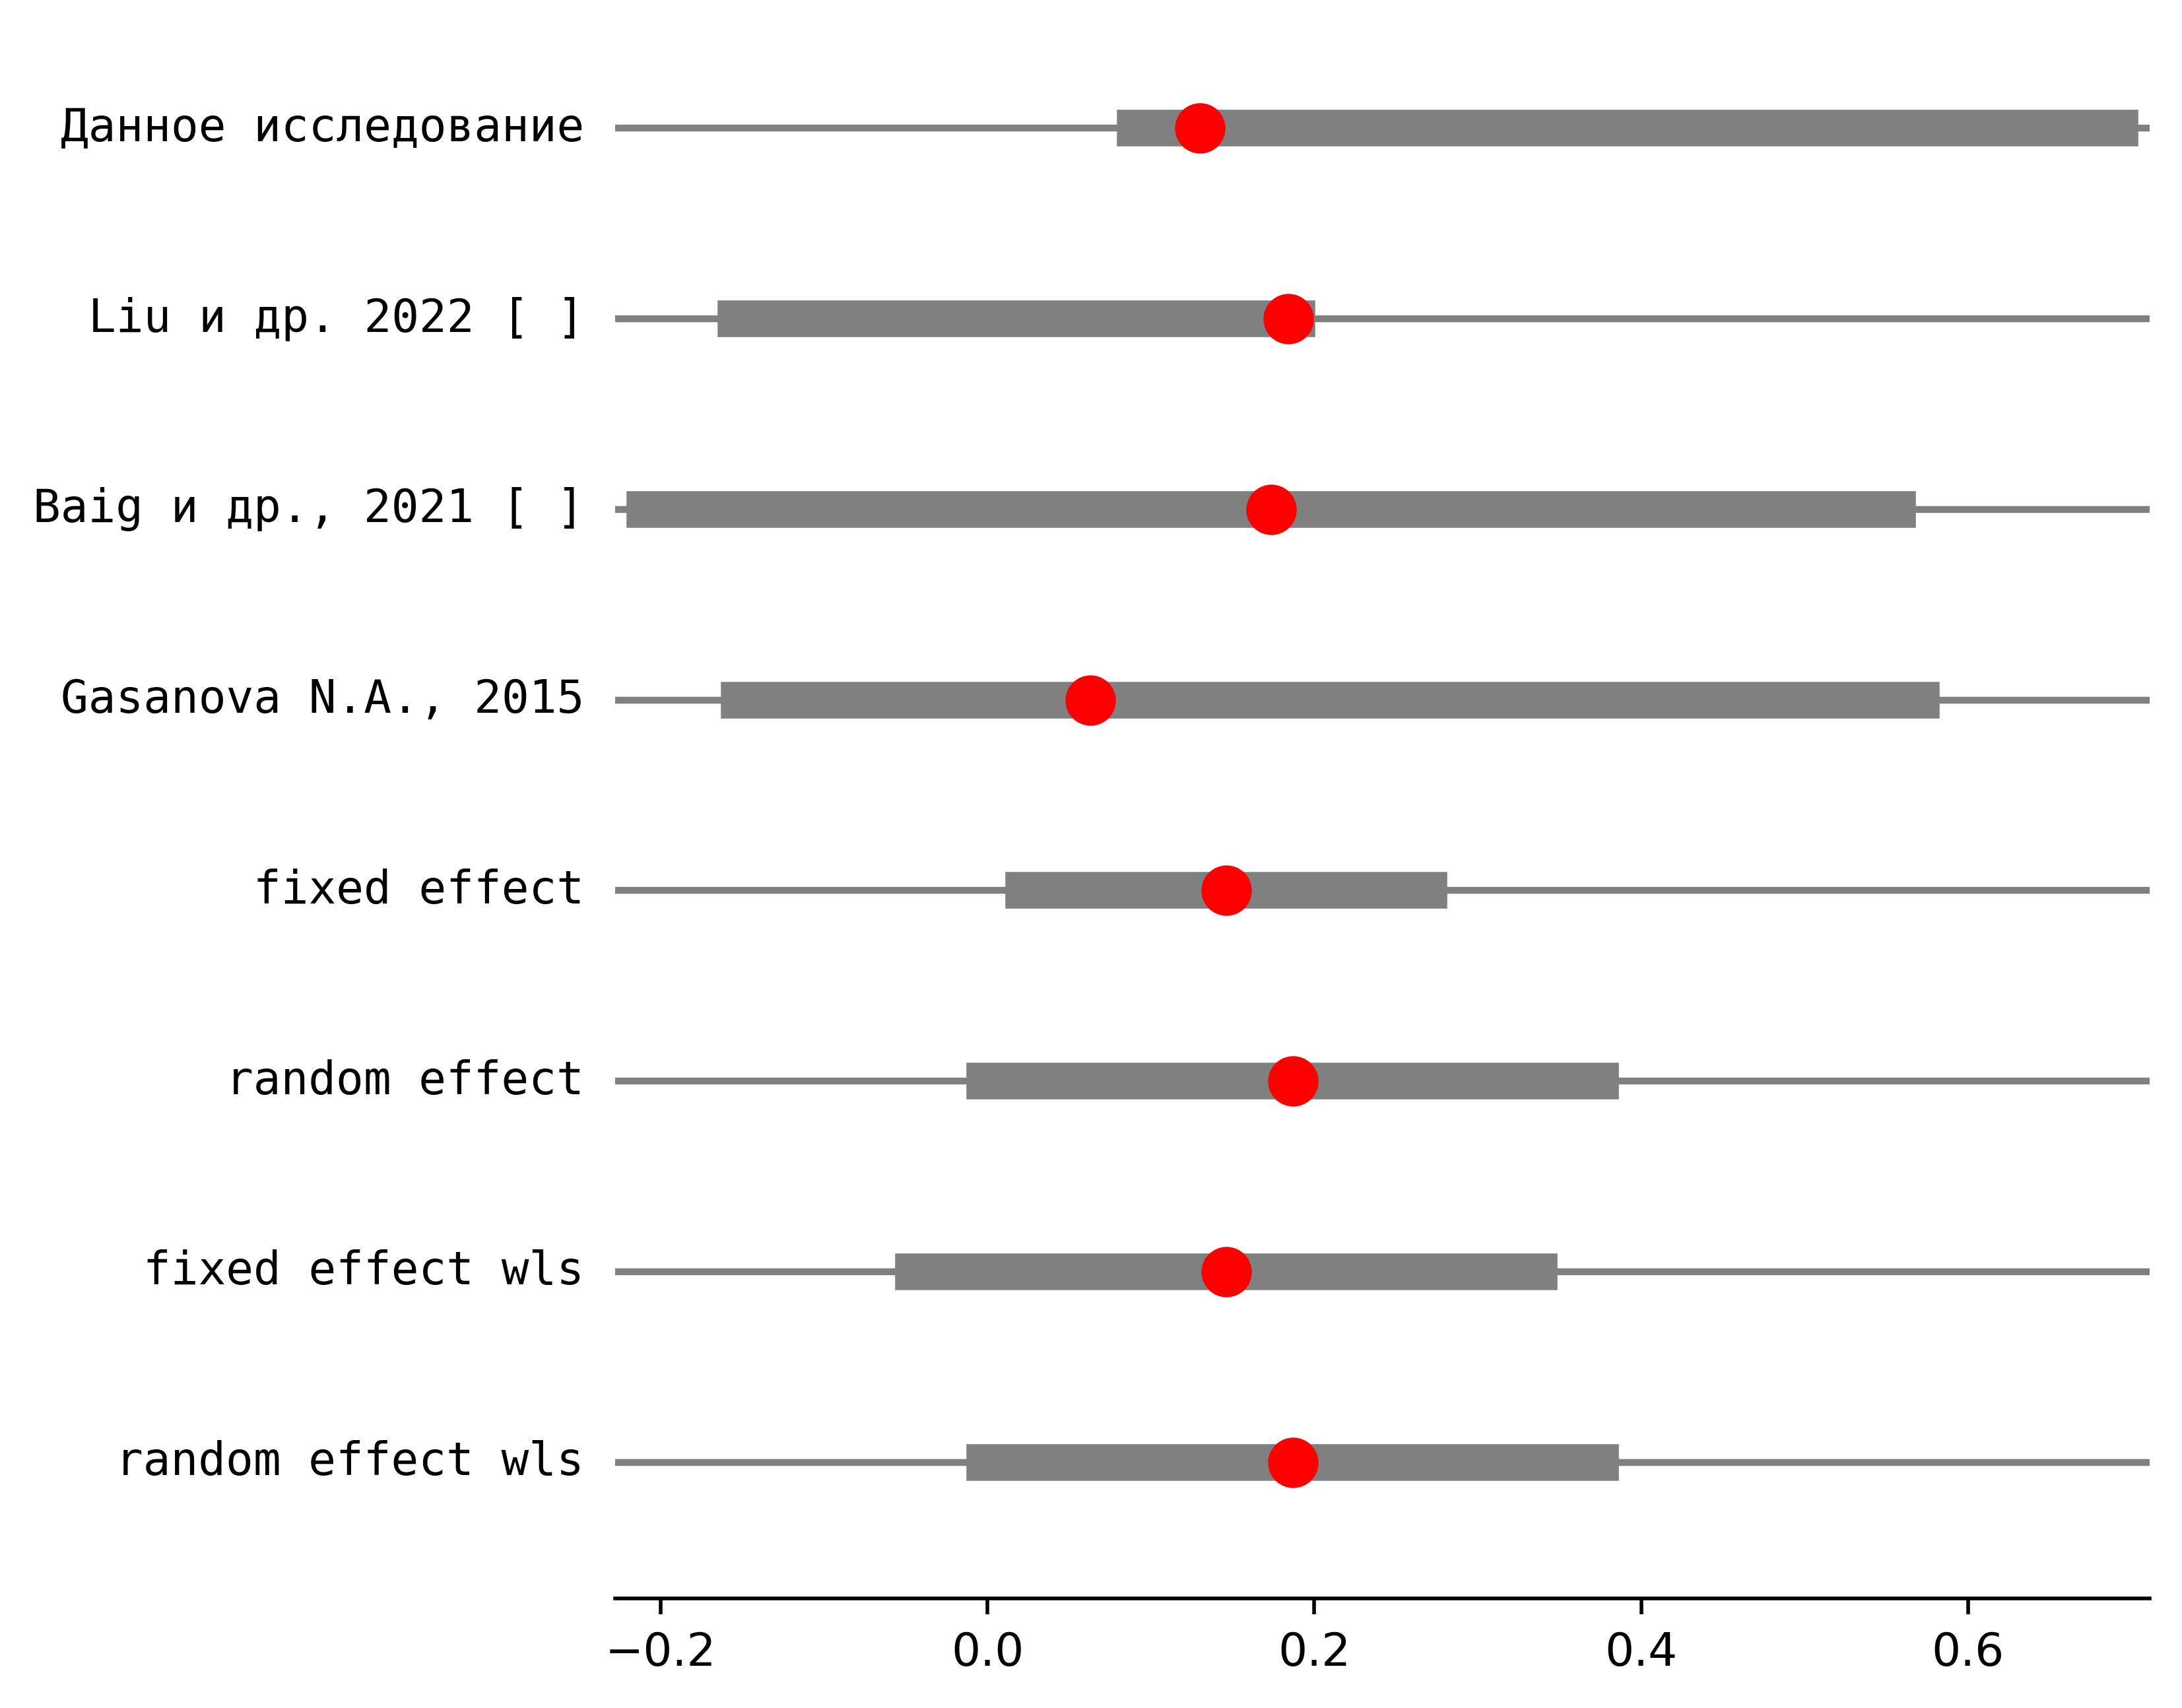 Данное исследование
Liu и др. 2022 [ ]
Baig и др., 2021 [ ]
Gasanova N.A., 2015
fixed effect
random effect
fixed effect wls
random effect wls
−0.2 0.0 0.2 0.4 0.6